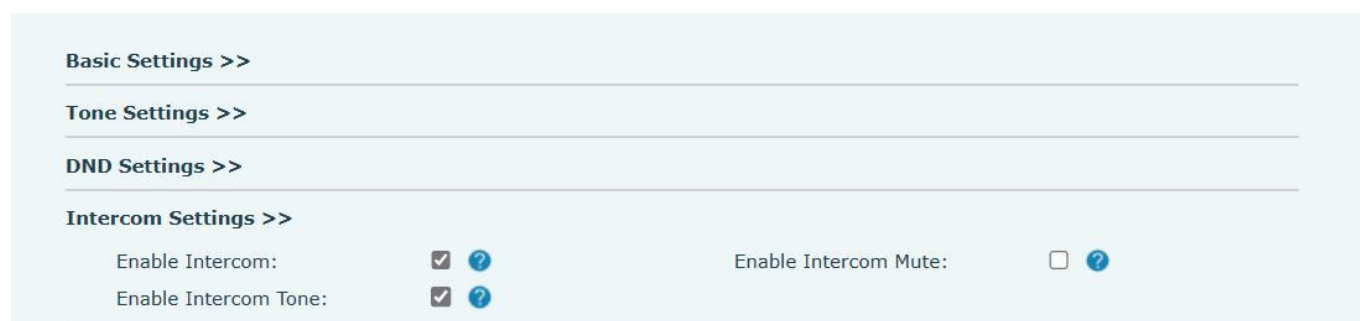 Basic Settings >>
Tone Settings >>
DND Settings >>
Intercom Settings >>
Enable Intercom: ? Enable Intercom Mute: ?
Enable Intercom Tone: ?